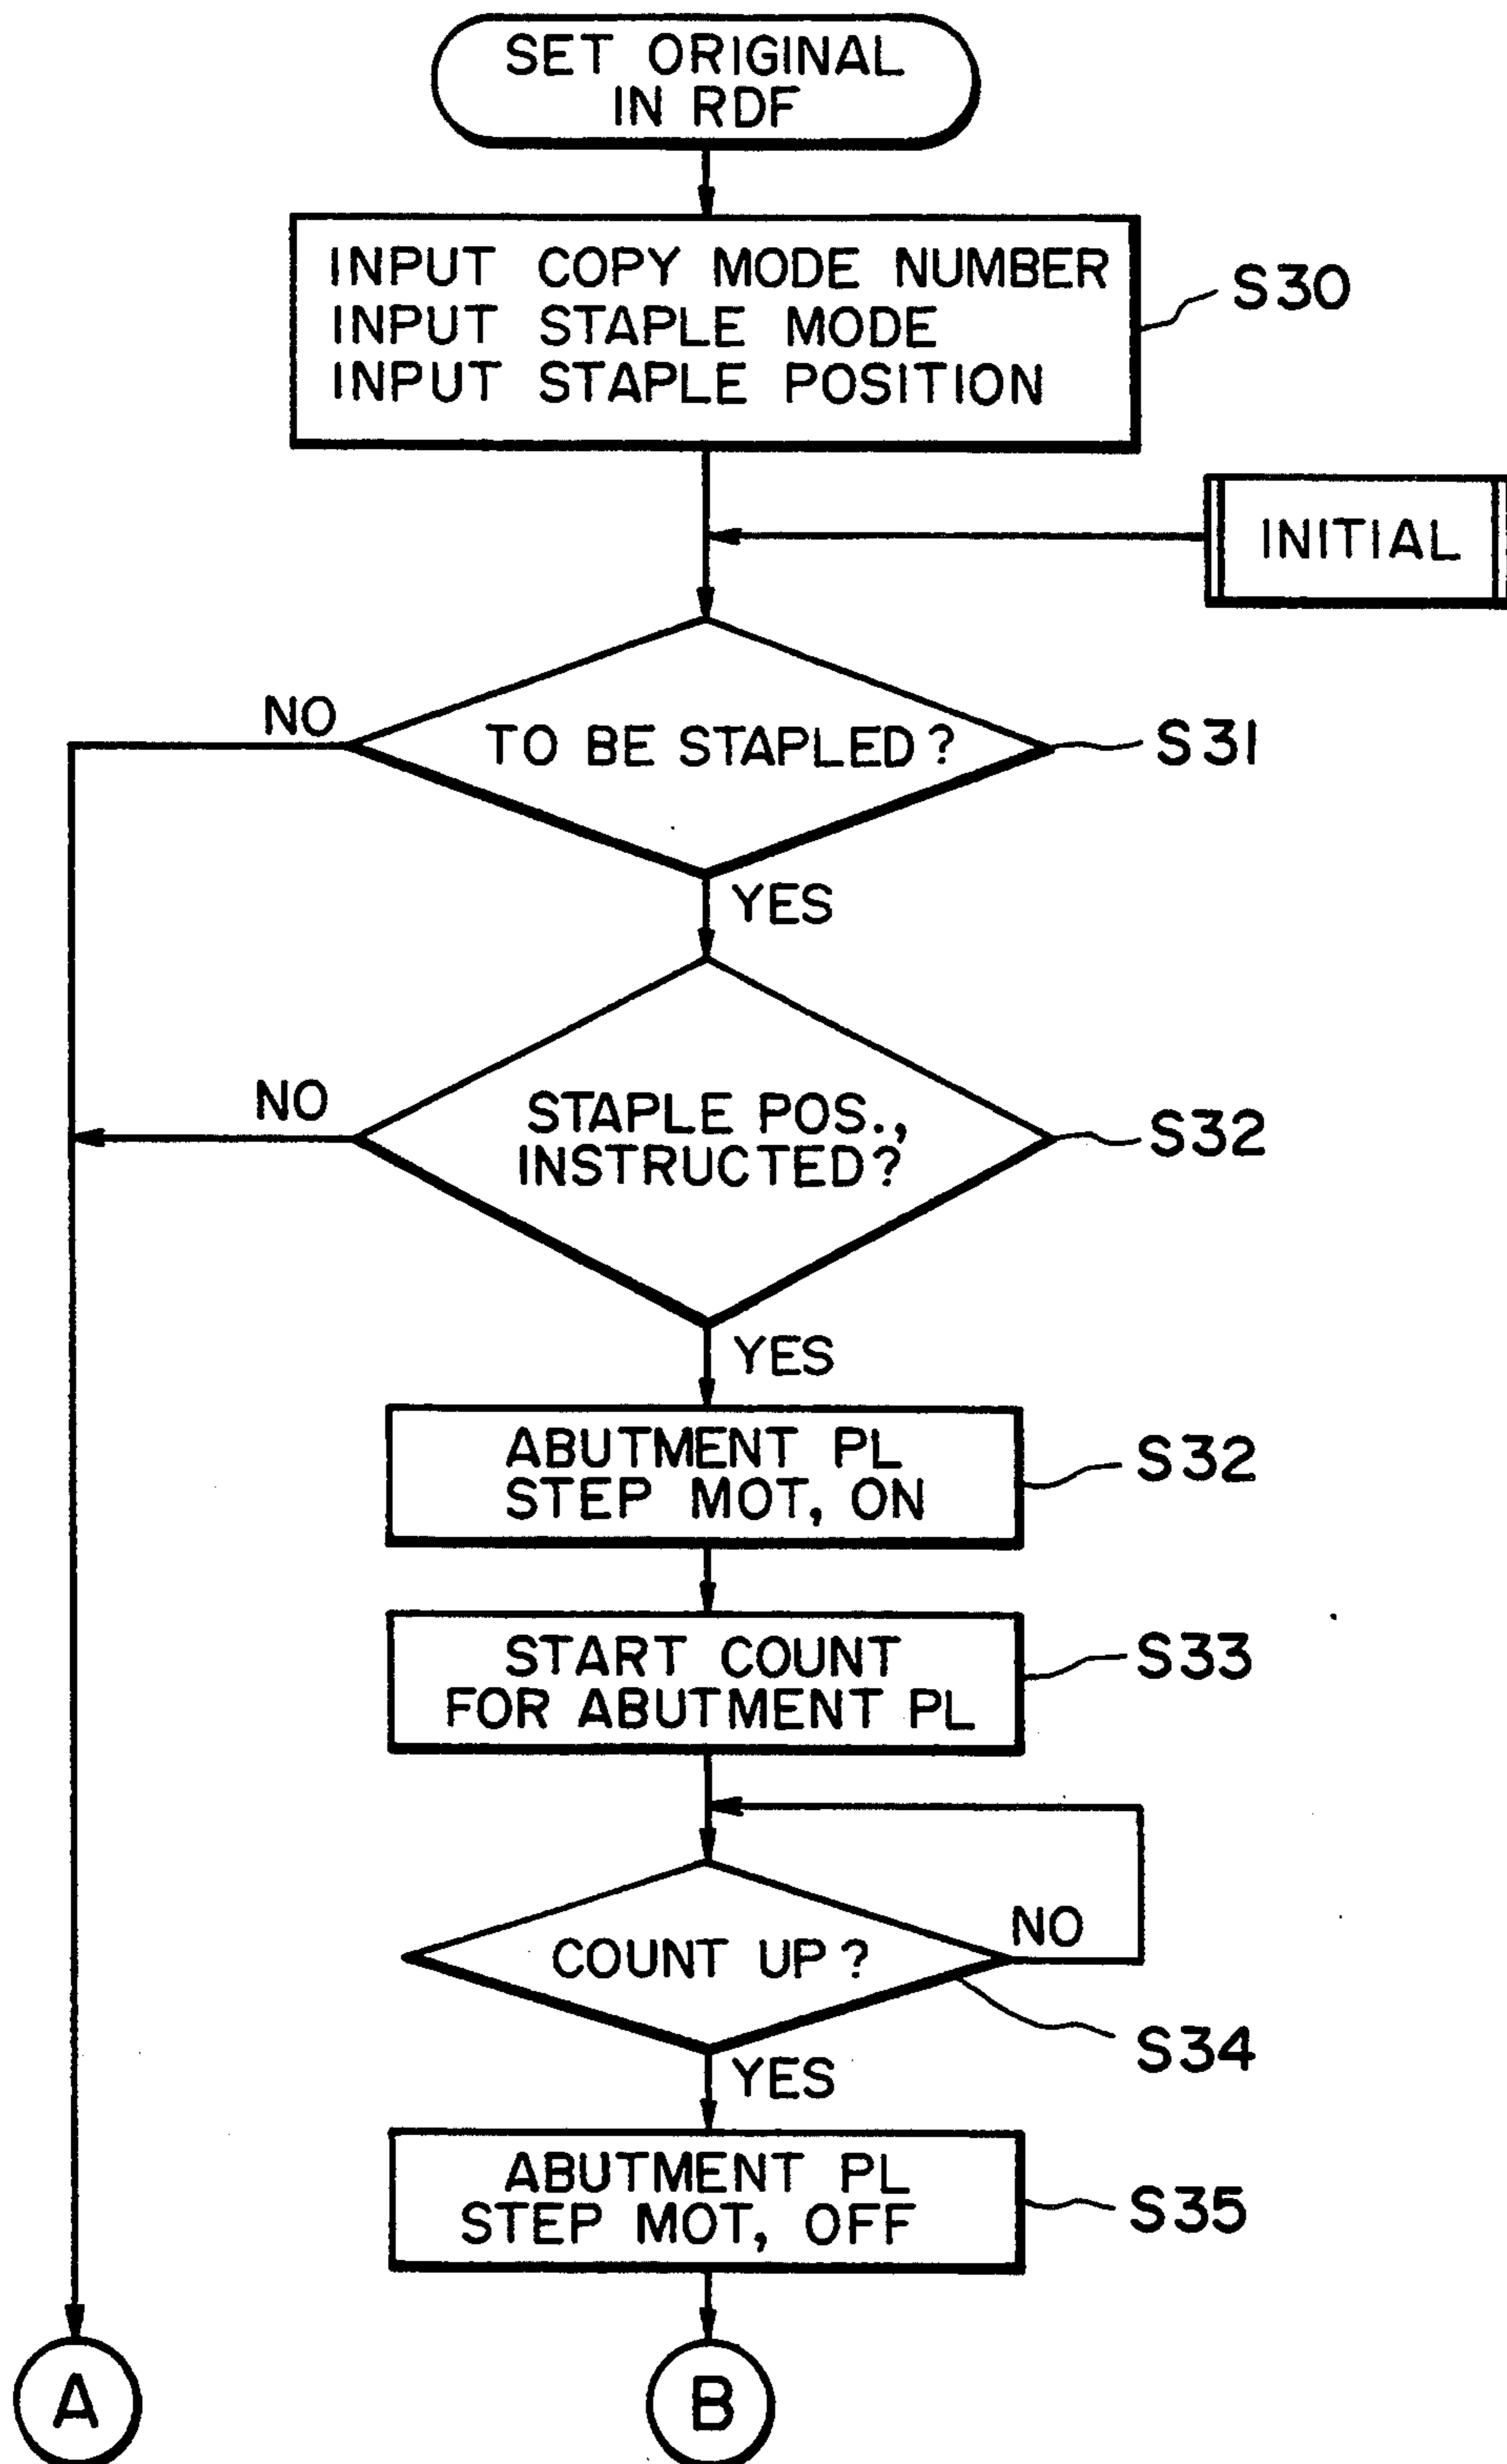 SET ORIGINAL
IN RDF
INPUT COPY MODE NUMBER
INPUT STAPLE MODE
INPUT STAPLE POSITION
S30
INITIAL
NO
TO BE STAPLED?
S31
YES
NO
STAPLE POS.,
INSTRUCTED?
S32
YES
ABUTMENT PL
STEP MOT, ON
S32
START COUNT
FOR ABUTMENT PL
S33
COUNT UP?
NO
S34
YES
ABUTMENT PL
STEP MOT, OFF
S35
A
B